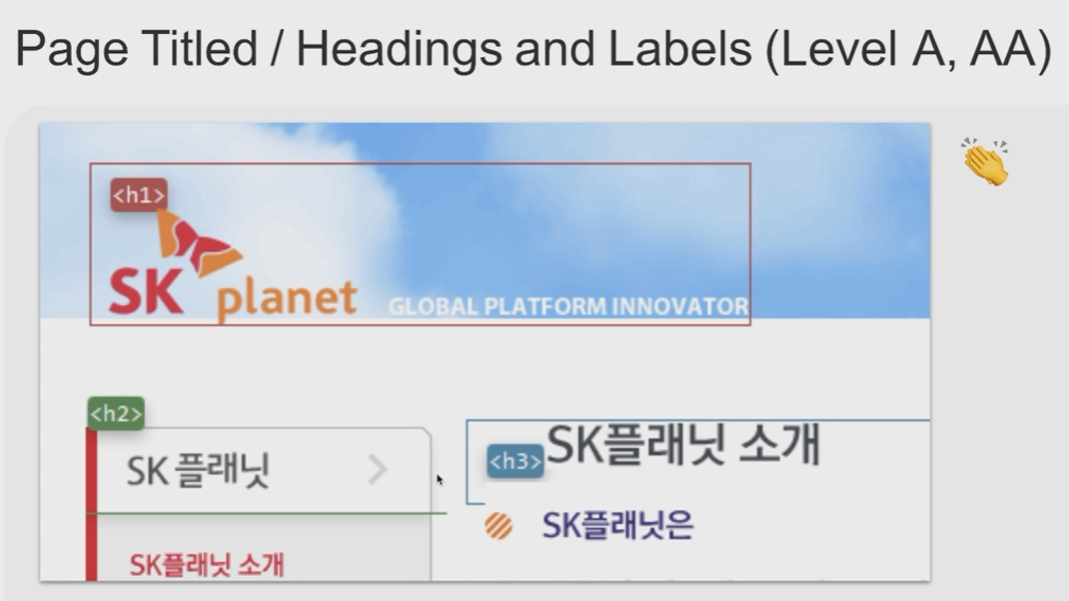 Page Titled / Headings and Labels (Level A, AA)
<h1>
SK planet GLOBAL PLATFORM INNOVATOR
<h2>
SK 플래닛
SK플래닛 소개
<h3> SK플래닛 소개
SK플래닛은